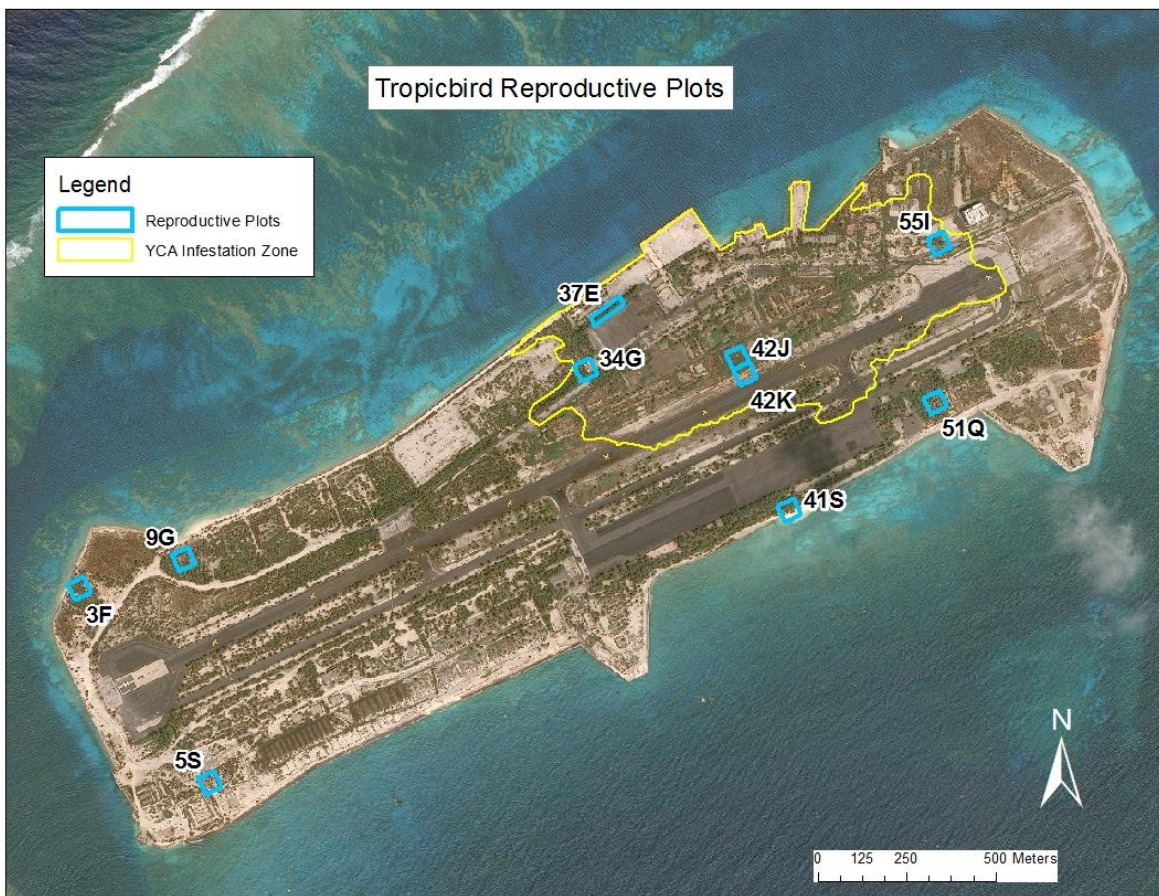 Tropicbird Reproductive Plots
Legend
Reproductive Plots
YCA Infestation Zone
55I
37E
34G
42J
42K
51Q
41S
9G
3F
5S
N
0 125 250 500 Meters